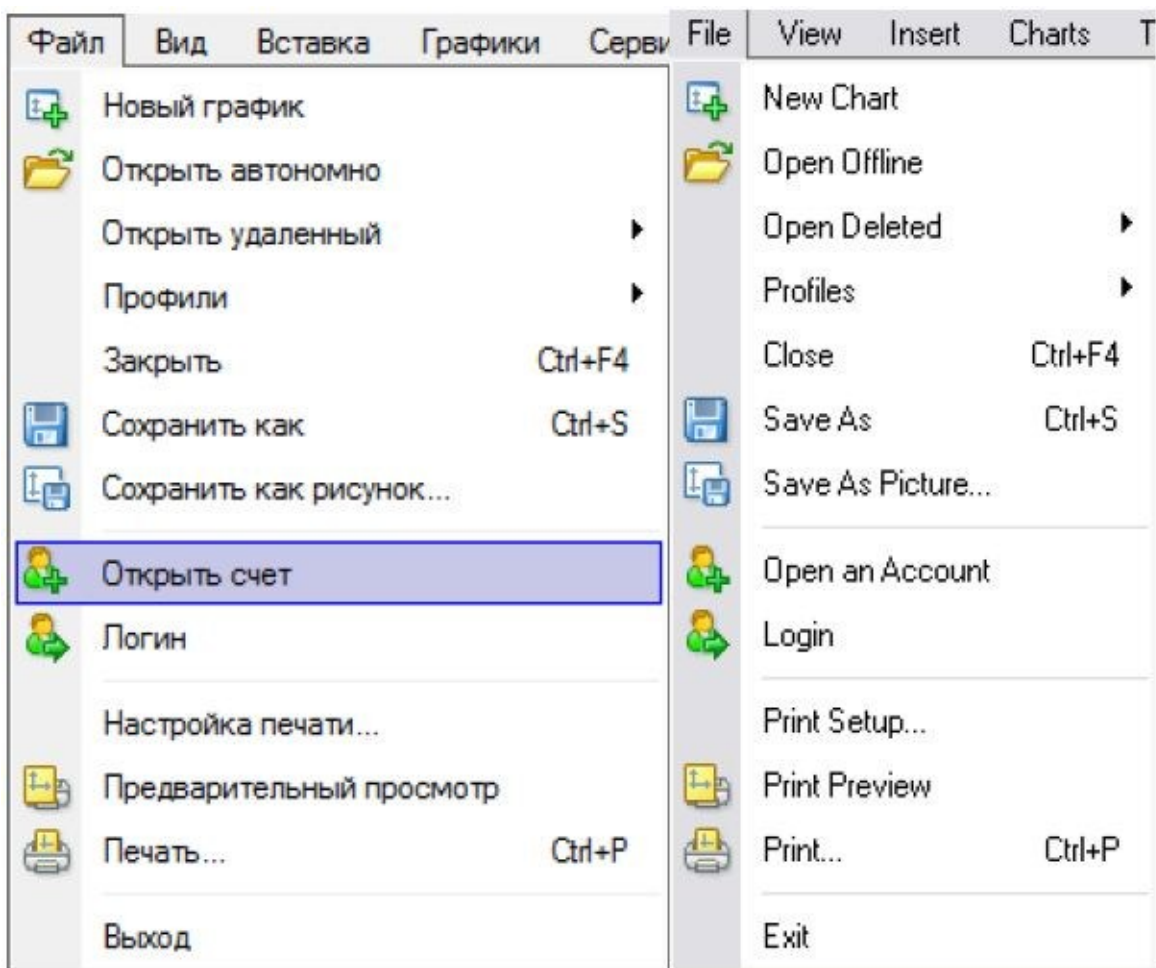 Файл Вид Вставка Графики Серви
Новый график
Открыть автономно
Открыть удаленный
Профили
Закрыть Ctrl+F4
Сохранить как Ctrl+S
Сохранить как рисунок...
Открыть счет
Логин
Настройка печати...
Предварительный просмотр
Печать... Ctrl+P
Выход
File View Insert Charts T
New Chart
Open Offline
Open Deleted
Profiles
Close Ctrl+F4
Save As Ctrl+S
Save As Picture...
Open an Account
Login
Print Setup...
Print Preview
Print... Ctrl+P
Exit